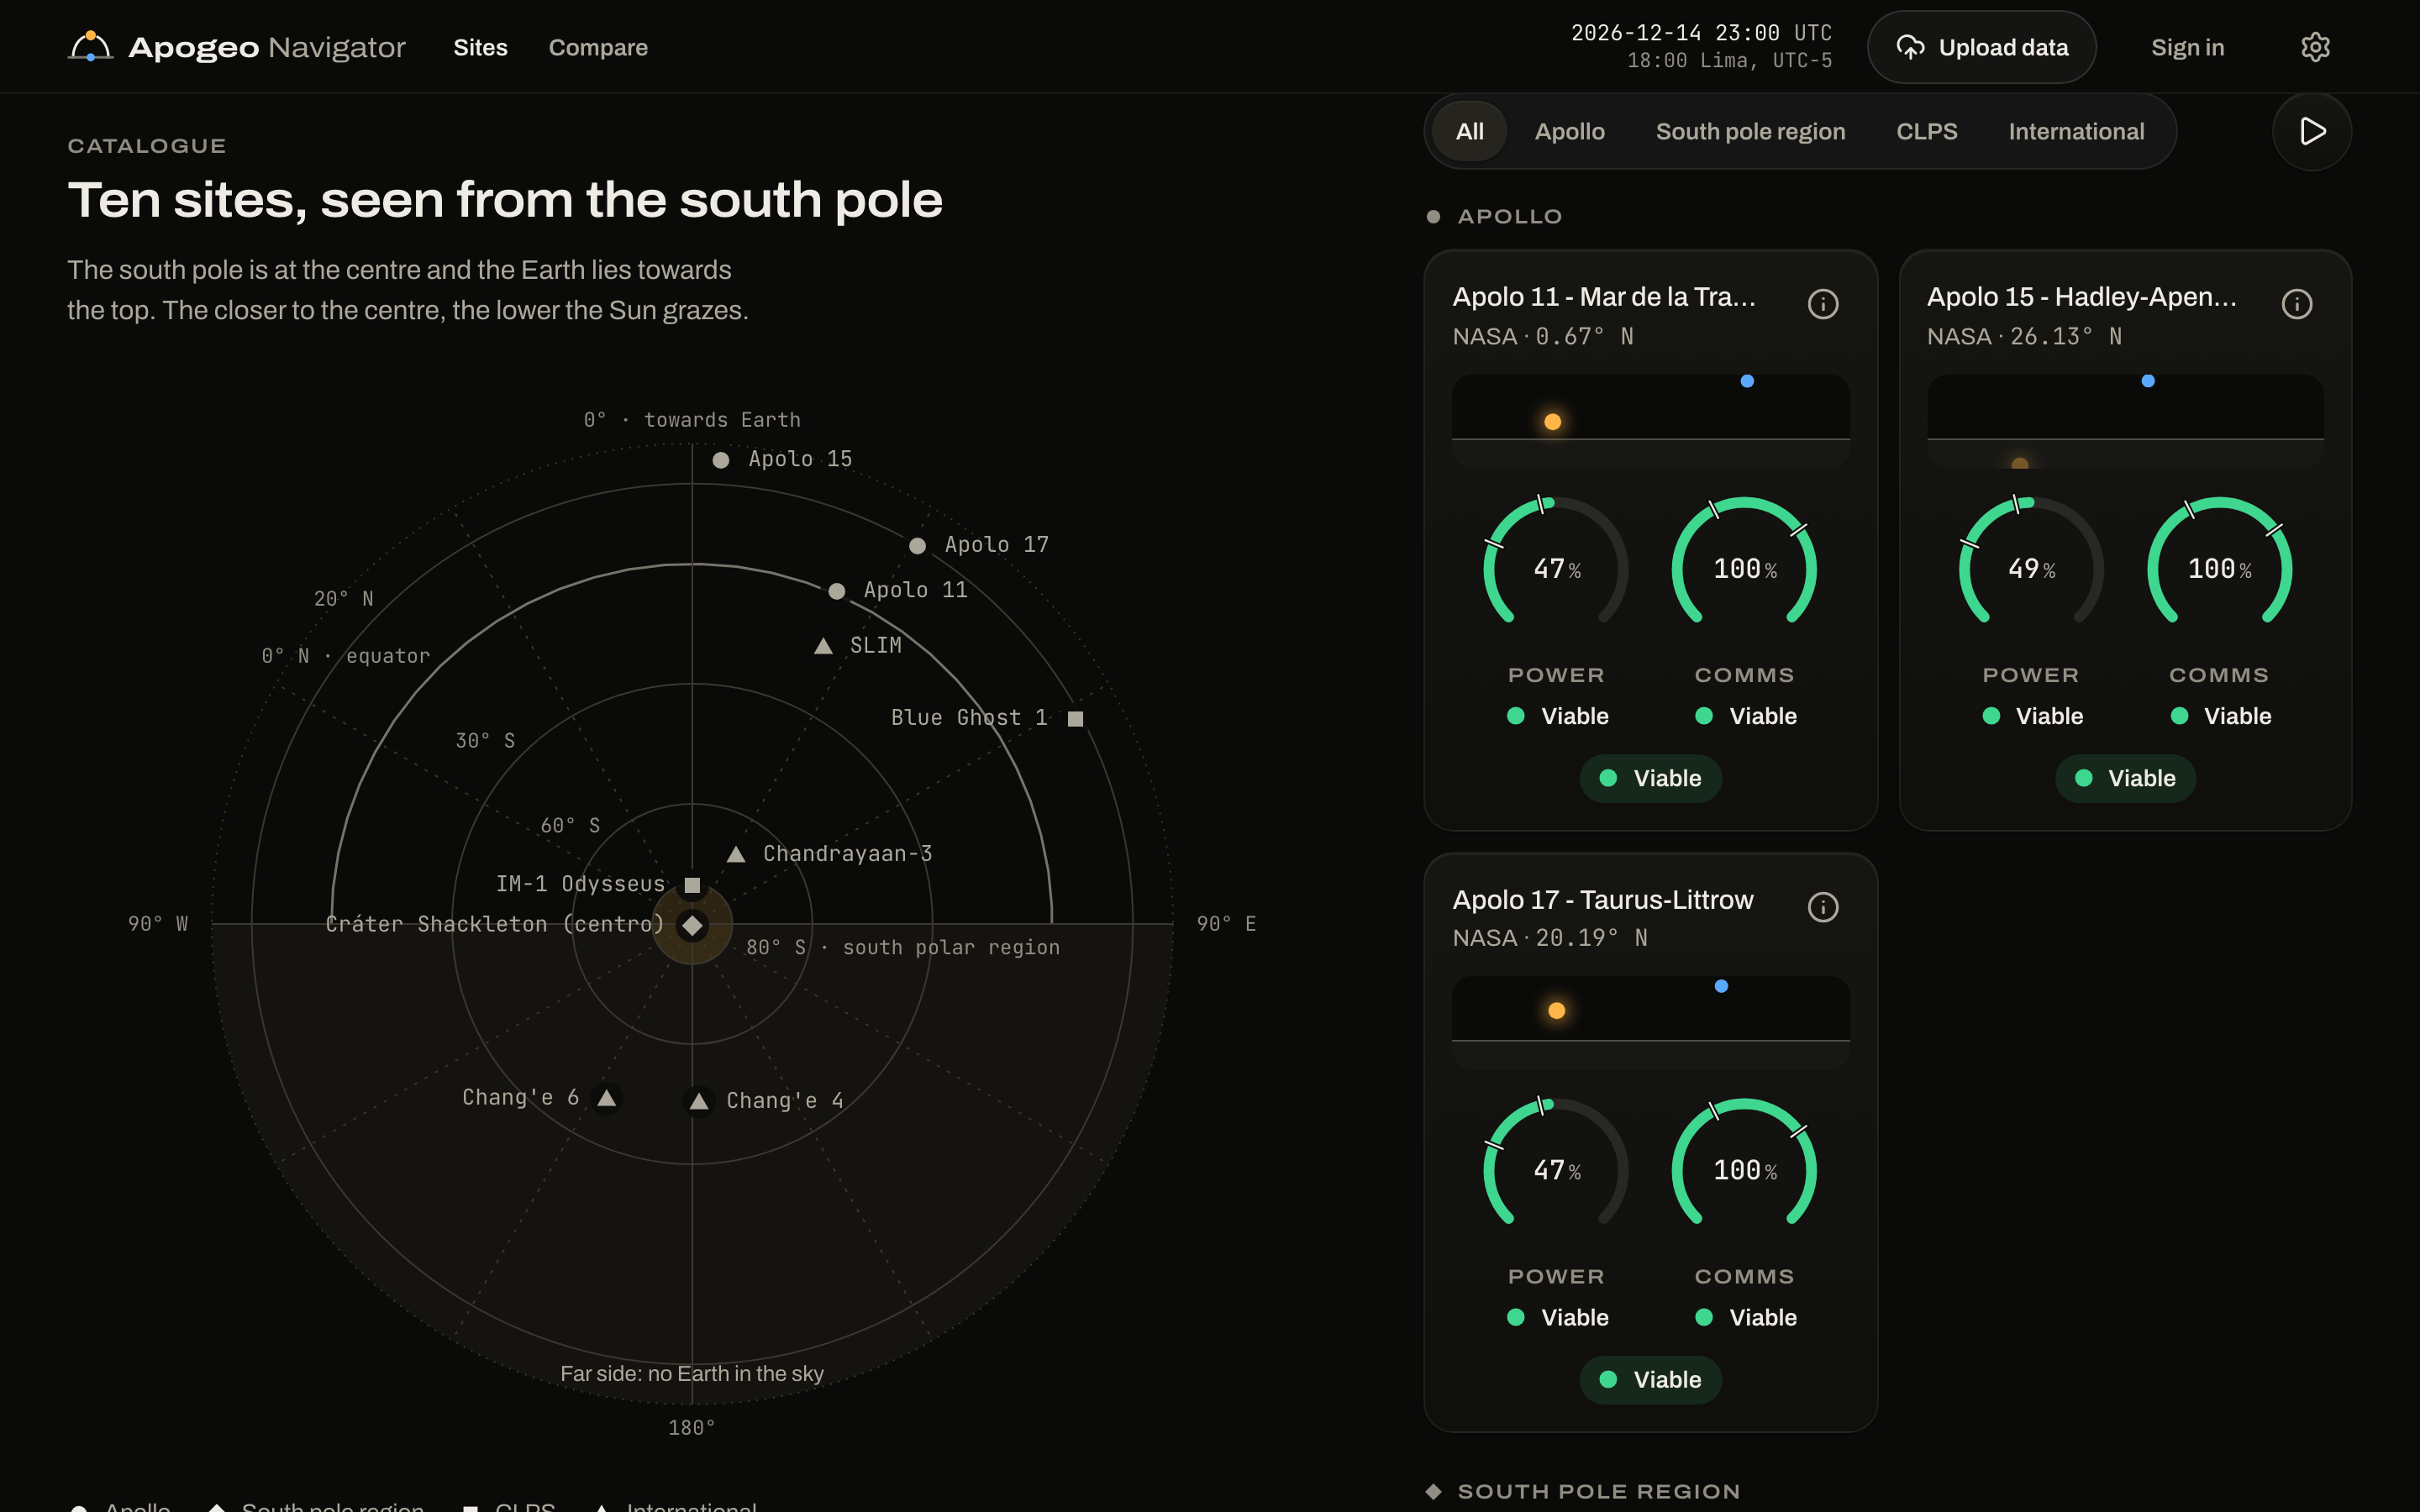 Apogeo Navigator
Sites
Compare
2026-12-14 23:00 UTC
18:00 Lima, UTC-5
Upload data
Sign in
CATALOGUE
Ten sites, seen from the south pole
The south pole is at the centre and the Earth lies towards
the top. The closer to the centre, the lower the Sun grazes.
0° · towards Earth
Apolo 15
Apolo 17
Apolo 11
20° N
SLIM
0° N · equator
Blue Ghost 1
30° S
60° S
Chandrayaan-3
IM-1 Odysseus
90° W
Cráter Shackleton (centro)
90° E
80° S · south polar region
Chang'e 6
Chang'e 4
Far side: no Earth in the sky
180°
Apollo
South pole region
CLPS
International
All
Apollo
South pole region
CLPS
International
APOLLO
Apolo 11 - Mar de la Tra...
NASA · 0.67° N
47%
100%
POWER
COMMS
Viable
Viable
Viable
Apolo 15 - Hadley-Apen...
NASA · 26.13° N
49%
100%
POWER
COMMS
Viable
Viable
Viable
Apolo 17 - Taurus-Littrow
NASA · 20.19° N
47%
100%
POWER
COMMS
Viable
Viable
Viable
SOUTH POLE REGION